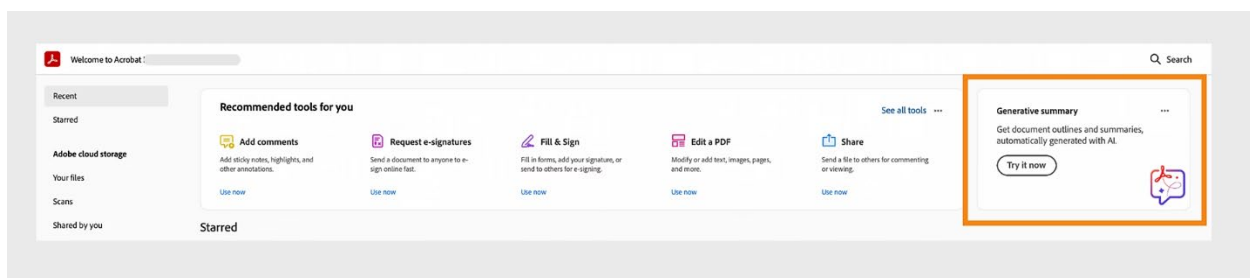 Welcome to Acrobat
Search
Recent
Starred
Adobe cloud storage
Your files
Scans
Shared by you
Recommended tools for you
See all tools
Add comments
Add sticky notes, highlights, and
other annotations.
Use now
Request e-signatures
Send a document to anyone to e-
sign online fast.
Use now
Fill & Sign
Fill in forms, add your signature, or
send to others for e-signing.
Use now
Edit a PDF
Modify or add text, images, pages,
and more.
Use now
Share
Send a file to others for commenting
or viewing.
Use now
Generative summary
Get document outlines and summaries,
automatically generated with AI.
Try it now
Starred